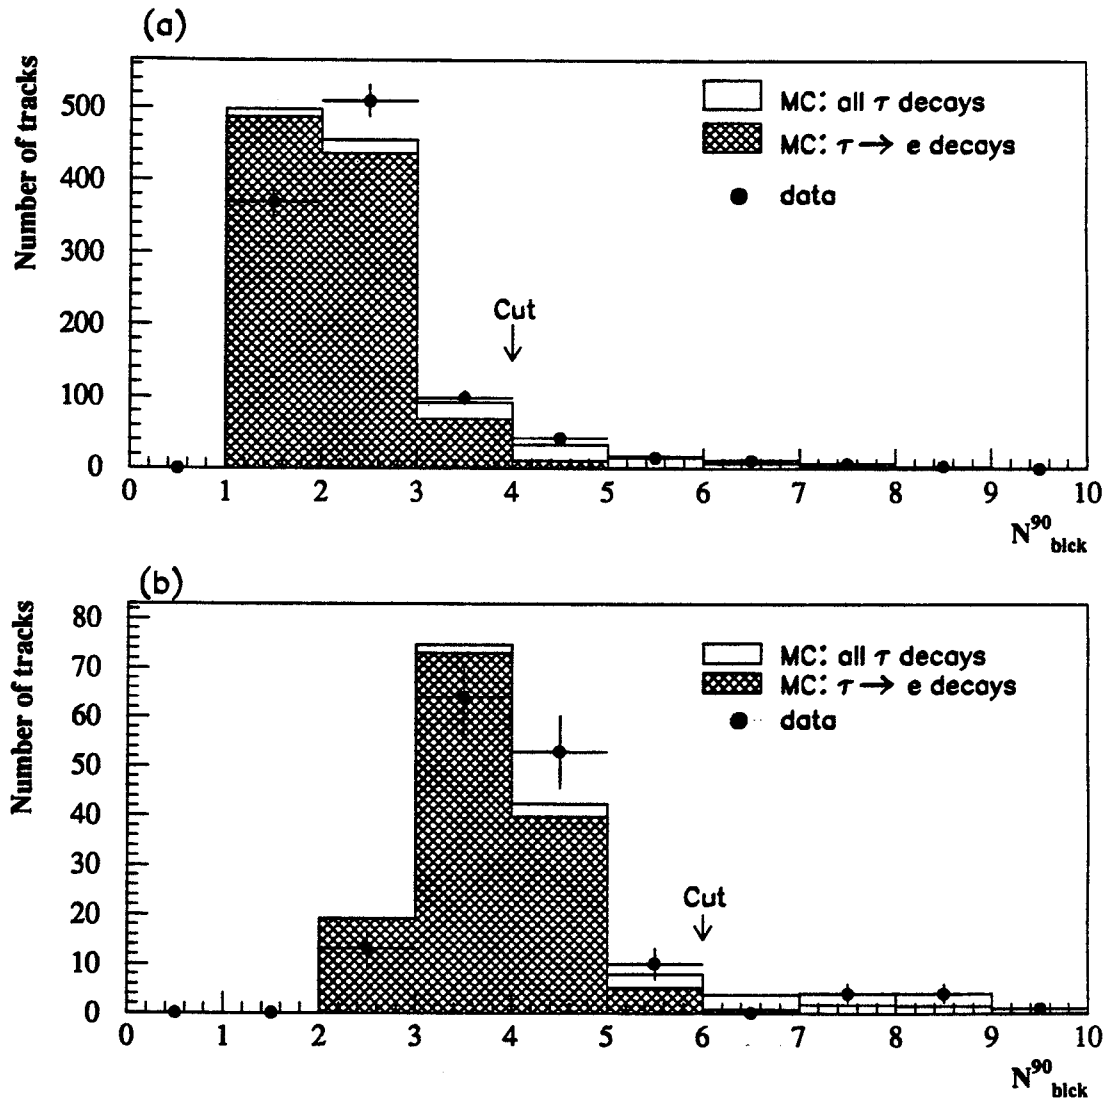 (a)
Number of tracks
500
400
300
200
100
0
MC: all τ decays
MC: τ → e decays
data
Cut
0 1 2 3 4 5 6 7 8 9 10
N⁹⁰blck
(b)
Number of tracks
80
70
60
50
40
30
20
10
0
MC: all τ decays
MC: τ → e decays
data
Cut
0 1 2 3 4 5 6 7 8 9 10
N⁹⁰blck